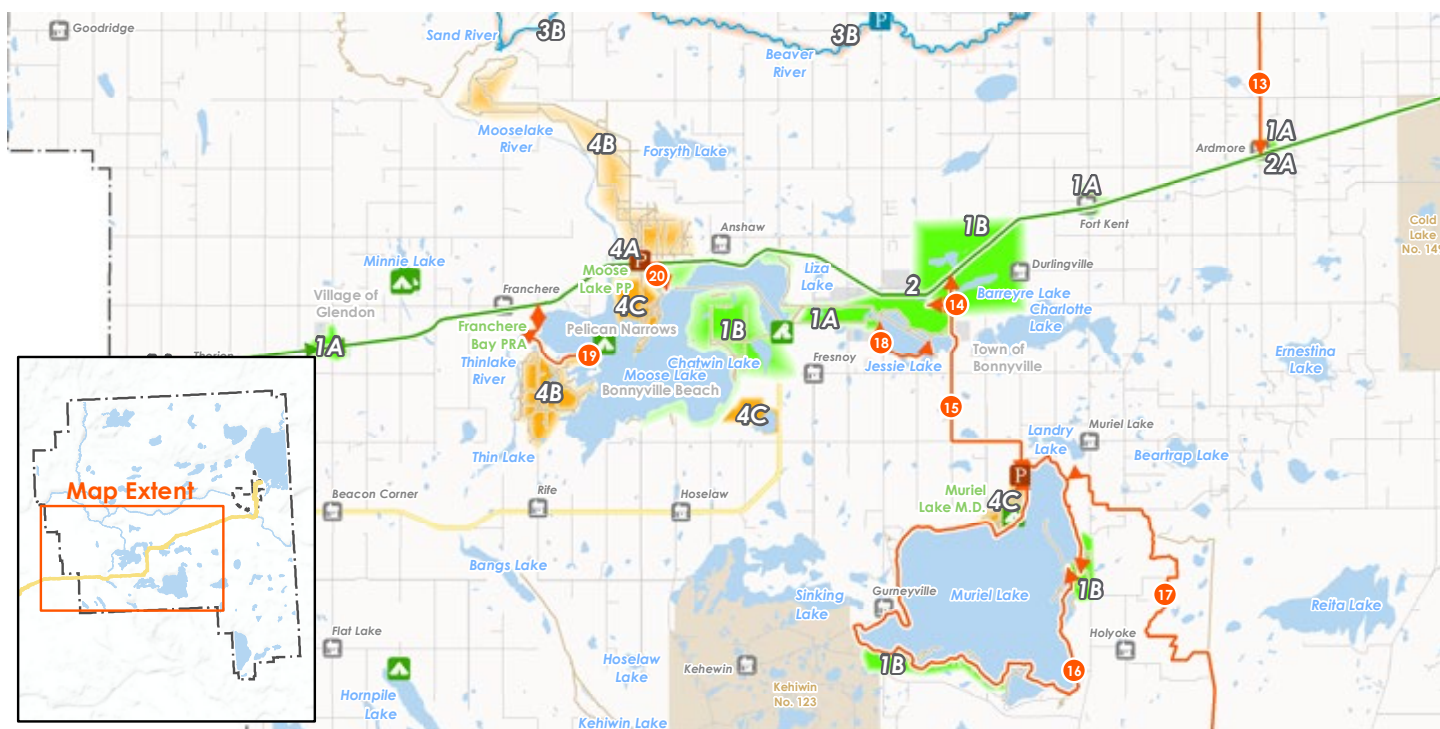 Goodridge
Sand River
3B
Beaver
River
3B
P
13
1A
Ardmore
2A
Mooselake
River
4B
Forsyth Lake
1A
Fort Kent
Cold
Lake
No. 149
Anshaw
1B
4A
P
Minnie Lake
Moose
Lake PP
20
Liza
Lake
Durlingville
Village of
Glendon
Franchere
4C
2
Barreyre Lake
14
Charlotte
Lake
Franchere
Bay PRA
Pelican Narrows
1B
1A
1A
Thorion
19
Chatwin Lake
Fresnoy
18
Jessie Lake
Town of
Bonnyville
Ernestina
Lake
Thinlake
River
Moose Lake
Bonnyville Beach
4B
4C
15
Thin Lake
Landry
Lake
Muriel Lake
Beartrap Lake
P
Map Extent
Beacon Corner
Rife
Hoselaw
Muriel
Lake M.D.
4C
Bangs Lake
Sinking
Lake
Gurneyville
Muriel Lake
1B
17
Reita Lake
Flat Lake
Holyoke
Hoselaw
Lake
Kehewin
1B
16
Hornpile
Lake
Kehiwin
No. 123
Kehiwin Lake